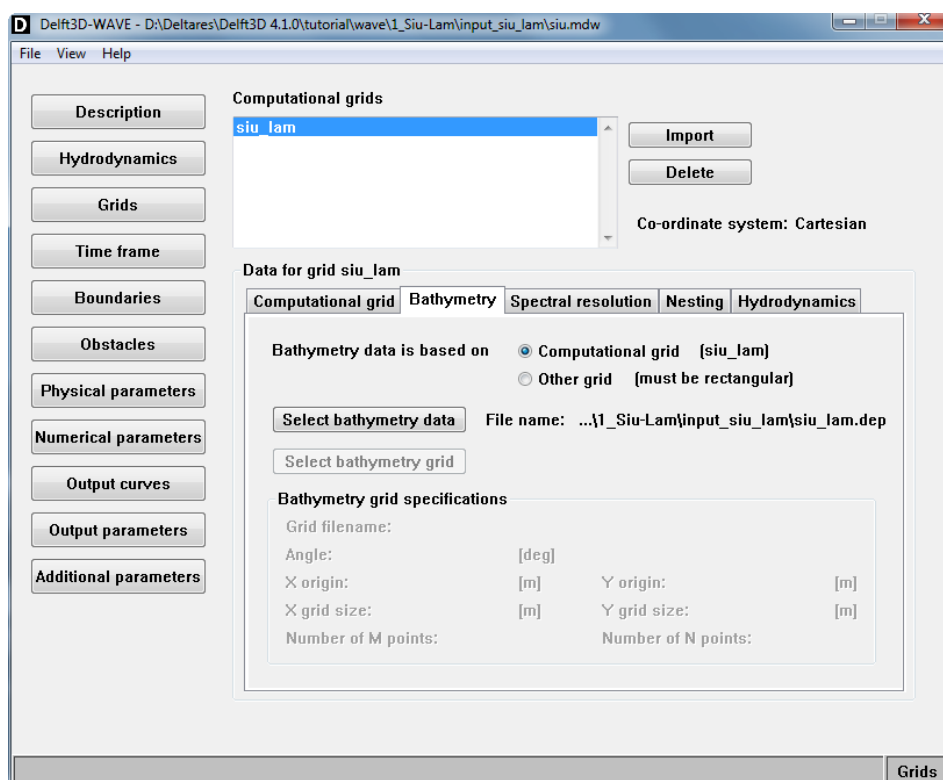 D Delft3D-WAVE - D:\Deltares\Delft3D 4.1.0\tutorial\wave\1_Siu-Lam\input_siu_lam\siu.mdw
File View Help
Description
Hydrodynamics
Grids
Time frame
Boundaries
Obstacles
Physical parameters
Numerical parameters
Output curves
Output parameters
Additional parameters
Computational grids
siu_lam
Import
Delete
Co-ordinate system: Cartesian
Data for grid siu_lam
Computational grid Bathymetry Spectral resolution Nesting Hydrodynamics
Bathymetry data is based on Computational grid (siu_lam)
Other grid (must be rectangular)
Select bathymetry data File name: ...\1_Siu-Lam\input_siu_lam\siu_lam.dep
Select bathymetry grid
Bathymetry grid specifications
Grid filename:
Angle: [deg]
X origin: [m] Y origin: [m]
X grid size: [m] Y grid size: [m]
Number of M points: Number of N points:
Grids